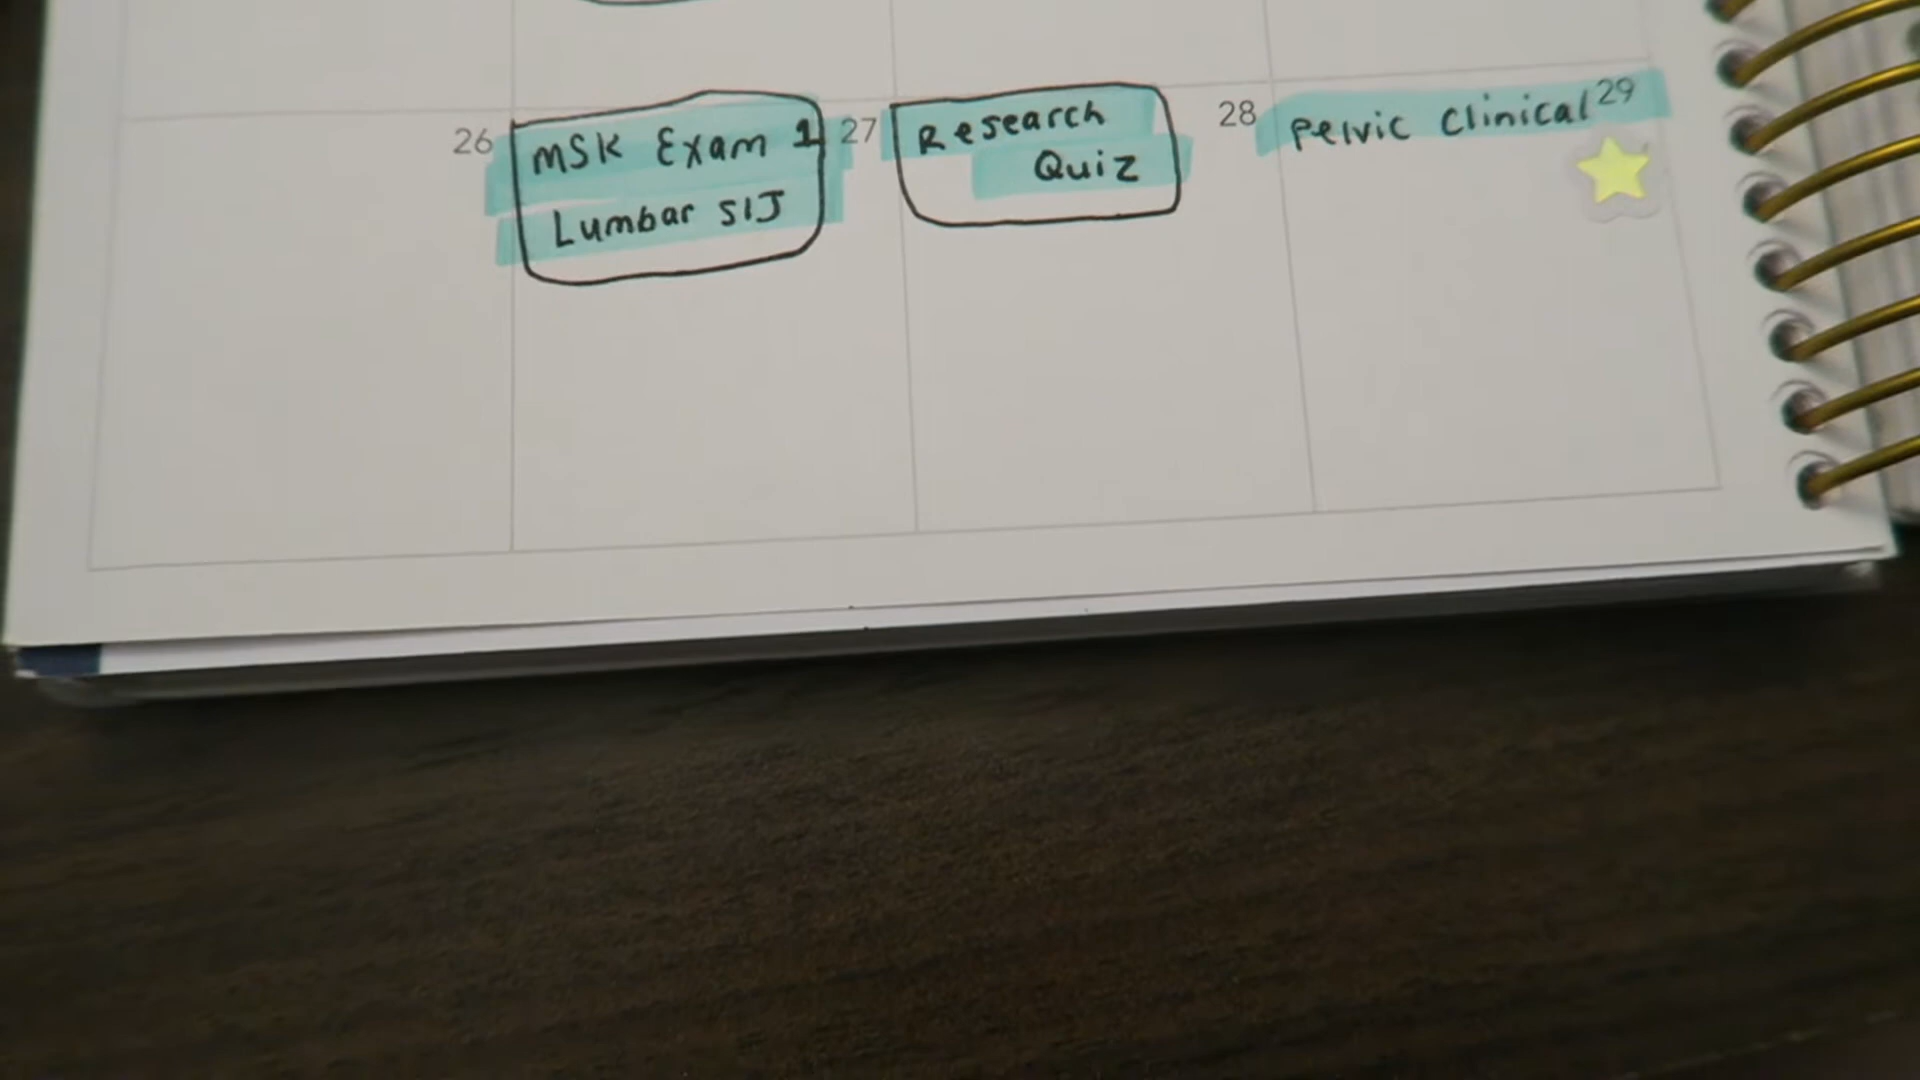 26
MSK Exam 1
Lumbar SIJ
27
Research
Quiz
28
Pelvic Clinical
29